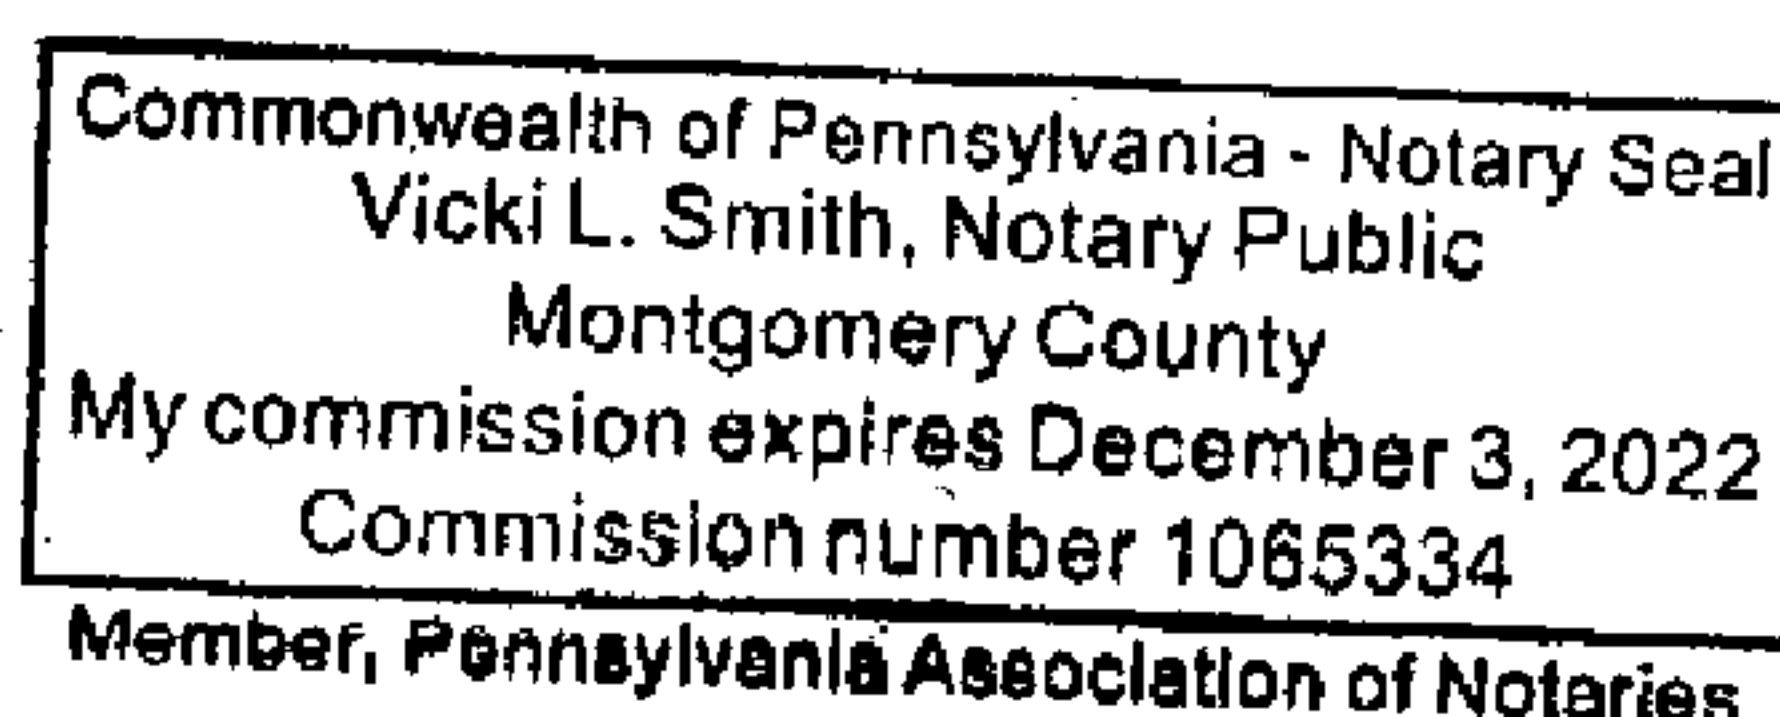 Commonwealth of Pennsylvania - Notary Seal
Vicki L. Smith, Notary Public
Montgomery County
My commission expires December 3, 2022
Commission number 1065334
Member, Pennsylvania Association of Notaries